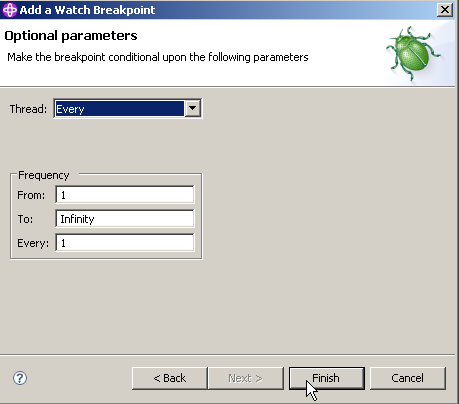 Add a Watch Breakpoint
Optional parameters
Make the breakpoint conditional upon the following parameters
Thread: Every
Frequency
From: 1
To: Infinity
Every: 1
? < Back Next > Finish Cancel